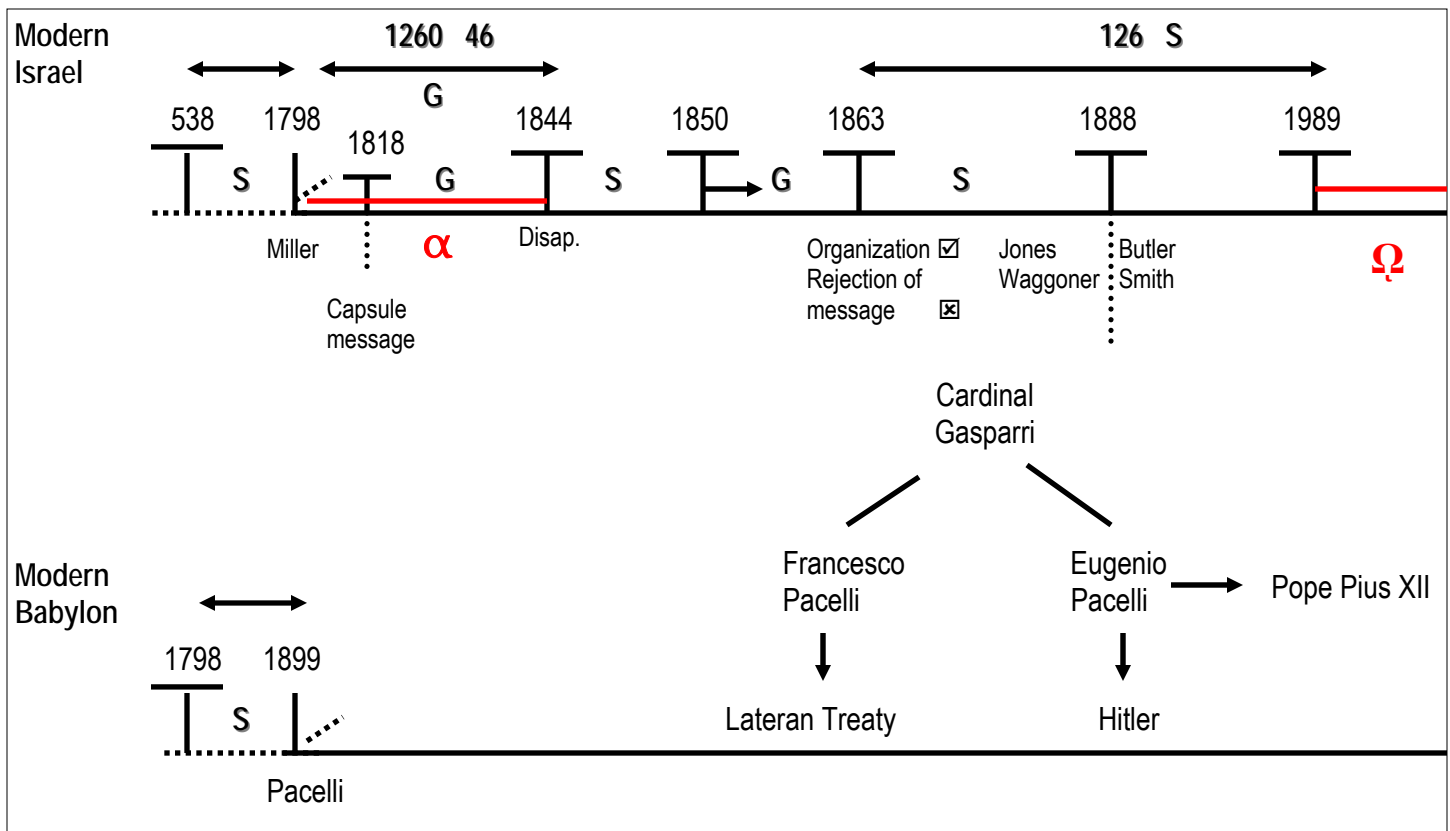 Modern
Israel
1260 46
G
126 S
538
1798
1818
1844
1850
1863
1888
1989
S
G
S
G
S
Miller
α
Disap.
Organization ☑
Rejection of
message ☒
Jones
Waggoner
Butler
Smith
Ω
Capsule
message
Cardinal
Gasparri
Francesco
Pacelli
Eugenio
Pacelli
Pope Pius XII
Lateran Treaty
Hitler
Modern
Babylon
1798
1899
S
Pacelli